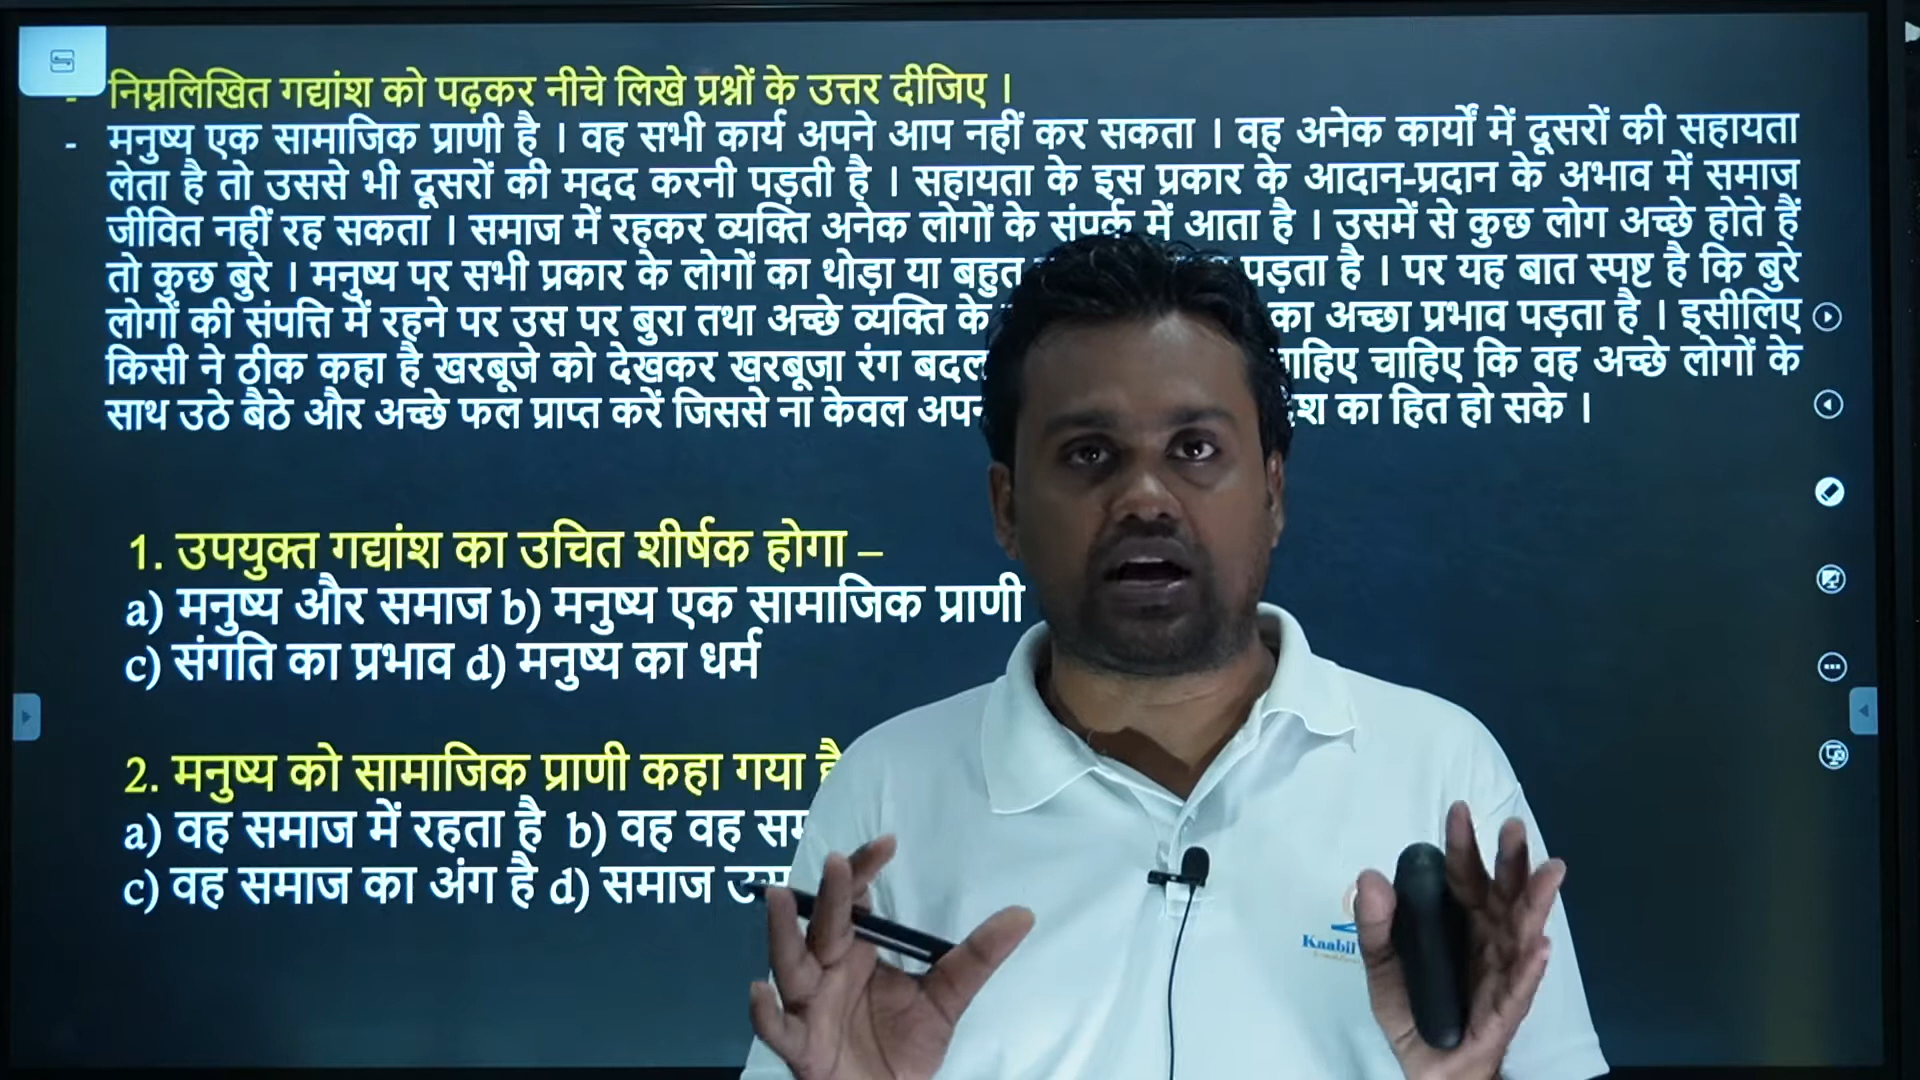 निम्नलिखित गद्यांश को पढ़कर नीचे लिखे प्रश्नों के उत्तर दीजिए ।
- मनुष्य एक सामाजिक प्राणी है । वह सभी कार्य अपने आप नहीं कर सकता । वह अनेक कार्यों में दूसरों की सहायता
लेता है तो उससे भी दूसरों की मदद करनी पड़ती है । सहायता के इस प्रकार के आदान-प्रदान के अभाव में समाज
जीवित नहीं रह सकता । समाज में रहकर व्यक्ति अनेक लोगों के संपर्क में आता है । उसमें से कुछ लोग अच्छे होते हैं
तो कुछ बुरे । मनुष्य पर सभी प्रकार के लोगों का थोड़ा या बहुत पड़ता है । पर यह बात स्पष्ट है कि बुरे
लोगों की संपत्ति में रहने पर उस पर बुरा तथा अच्छे व्यक्ति के का अच्छा प्रभाव पड़ता है । इसीलिए
किसी ने ठीक कहा है खरबूजे को देखकर खरबूजा रंग चाहिए कि वह अच्छे लोगों के
साथ उठे बैठे और अच्छे फल प्राप्त करें जिससे ना केवल का हित हो सके ।
1. उपयुक्त गद्यांश का उचित शीर्षक होगा –
a) मनुष्य और समाज b) मनुष्य एक सामाजिक प्राणी
c) संगति का प्रभाव d) मनुष्य का धर्म
2. मनुष्य को सामाजिक प्राणी कहा गया है
a) वह समाज में रहता है b) वह वह
c) वह समाज का अंग है d) समाज
Kaabil